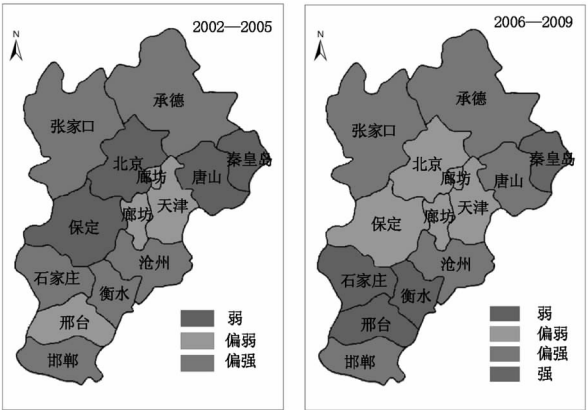 2002—2005
N
承德
张家口
北京
秦皇岛
廊坊
唐山
廊坊
天津
保定
沧州
石家庄
衡水
邢台
邯郸
弱
偏弱
偏强
2006—2009
N
承德
张家口
北京
秦皇岛
廊坊
唐山
廊坊
天津
保定
沧州
石家庄
衡水
邢台
邯郸
弱
偏弱
偏强
强